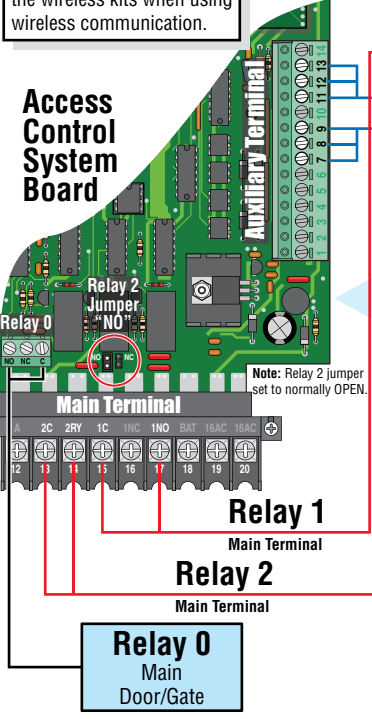 the wireless kits when using
wireless communication.
Access
Control
System
Board
Auxiliary Terminal
14
13
12
11
10
9
8
7
6
5
4
3
2
1
Relay 2
Jumper
"NO"
Relay 0
NO NC C
NO NC
Note: Relay 2 jumper
set to normally OPEN.
Main Terminal
A 2C 2RY 1C 1NC 1NO BAT 16AC 16AC
12 13 14 15 16 17 18 19 20
Relay 1
Main Terminal
Relay 2
Main Terminal
Relay 0
Main
Door/Gate